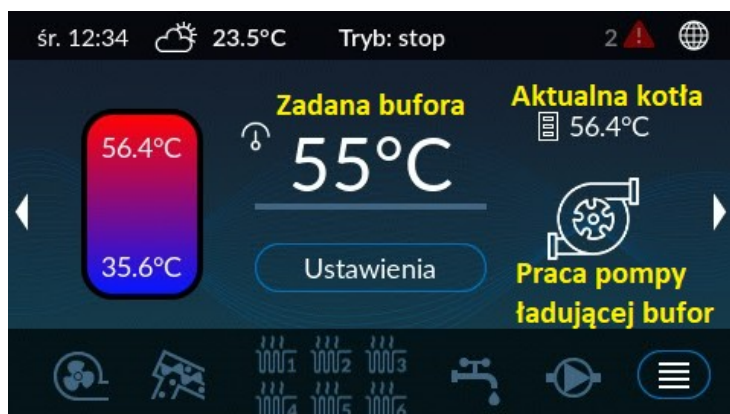 śr. 12:34 23.5°C Tryb: stop 2
Zadana bufora
Aktualna kotła
56.4°C
56.4°C
55°C
35.6°C
Ustawienia
Praca pompy
ładującej bufor
1 2 3
4 5 6